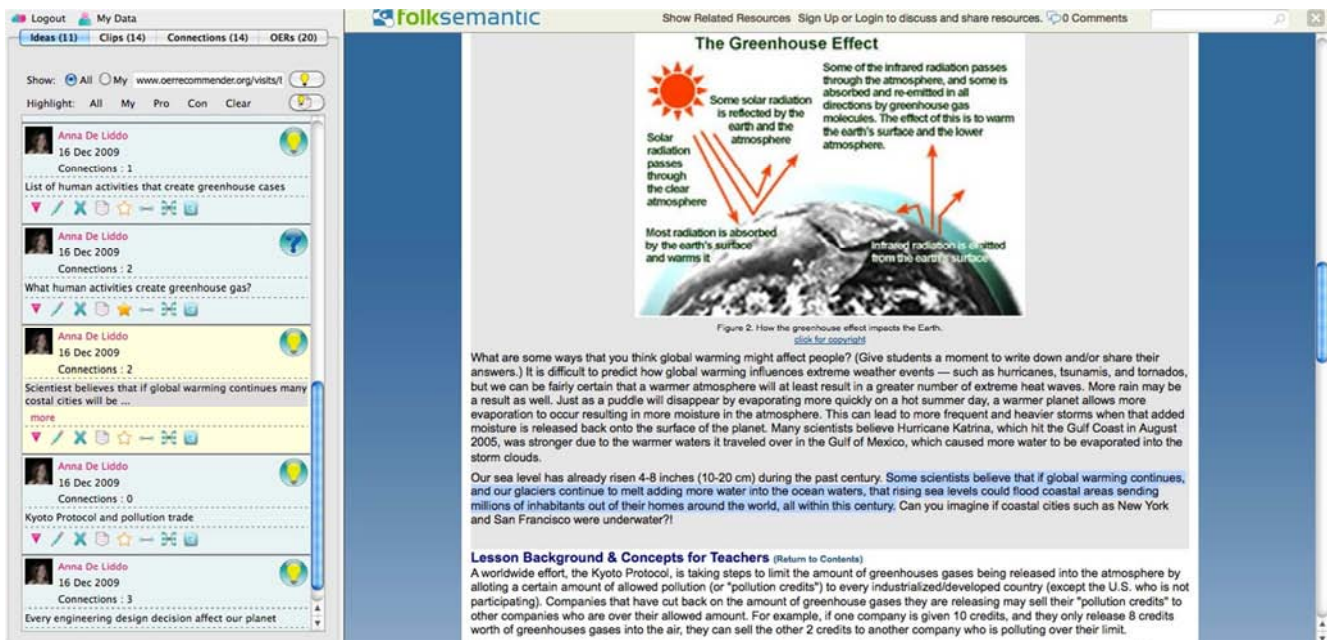 Logout My Data
Ideas (11) Clips (14) Connections (14) OERs (20)
Show: All My www.oerrecommender.org/visits/t
Highlight: All My Pro Con Clear
Anna De Liddo
16 Dec 2009
Connections : 1
List of human activities that create greenhouse cases
Anna De Liddo
16 Dec 2009
Connections : 2
What human activities create greenhouse gas?
Anna De Liddo
16 Dec 2009
Connections : 2
Scientiest believes that if global warming continues many
costal cities will be ...
more
Anna De Liddo
16 Dec 2009
Connections : 0
Kyoto Protocol and pollution trade
Anna De Liddo
16 Dec 2009
Connections : 3
Every engineering design decision affect our planet
folksemantic
Show Related Resources Sign Up or Login to discuss and share resources. 0 Comments
The Greenhouse Effect
Some solar radiation
is reflected by the
earth and the
atmosphere
Some of the infrared radiation passes
through the atmosphere, and some is
absorbed and re-emitted in all
directions by greenhouse gas
molecules. The effect of this is to warm
the earth's surface and the lower
atmosphere.
Solar
radiation
passes
through
the clear
atmosphere
Most radiation is absorbed
by the earth's surface
and warms it
Infrared radiation is emitted
from the earth's surface
Figure 2. How the greenhouse effect impacts the Earth.
click for copyright
What are some ways that you think global warming might affect people? (Give students a moment to write down and/or share their
answers.) It is difficult to predict how global warming influences extreme weather events — such as hurricanes, tsunamis, and tornados,
but we can be fairly certain that a warmer atmosphere will at least result in a greater number of extreme heat waves. More rain may be
a result as well. Just as a puddle will disappear by evaporating more quickly on a hot summer day, a warmer planet allows more
evaporation to occur resulting in more moisture in the atmosphere. This can lead to more frequent and heavier storms when that added
moisture is released back onto the surface of the planet. Many scientists believe Hurricane Katrina, which hit the Gulf Coast in August
2005, was stronger due to the warmer waters it traveled over in the Gulf of Mexico, which caused more water to be evaporated into the
storm clouds.
Our sea level has already risen 4-8 inches (10-20 cm) during the past century. Some scientists believe that if global warming continues,
and our glaciers continue to melt adding more water into the ocean waters, that rising sea levels could flood coastal areas sending
millions of inhabitants out of their homes around the world, all within this century. Can you imagine if coastal cities such as New York
and San Francisco were underwater?!
Lesson Background & Concepts for Teachers (Return to Contents)
A worldwide effort, the Kyoto Protocol, is taking steps to limit the amount of greenhouses gases being released into the atmosphere by
alloting a certain amount of allowed pollution (or "pollution credits") to every industrialized/developed country (except the U.S. who is not
participating). Companies that have cut back on the amount of greenhouse gases they are releasing may sell their "pollution credits" to
other companies who are over their allowed amount. For example, if one company is given 10 credits, and they only release 8 credits
worth of greenhouses gases into the air, they can sell the other 2 credits to another company who is polluting over their limit.